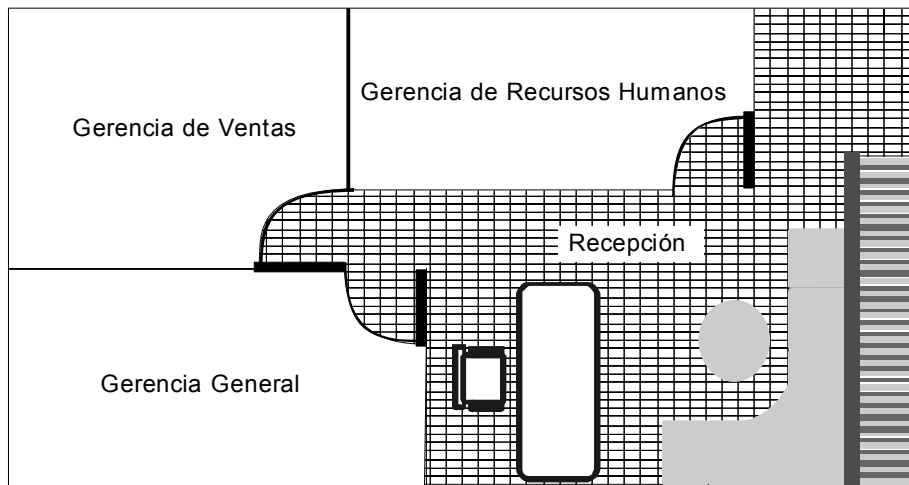 Gerencia de Recursos Humanos
Gerencia de Ventas
Recepción
Gerencia General